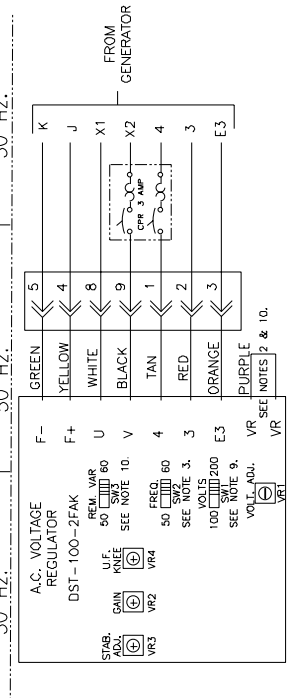 50 HZ.
50 HZ.
50 HZ.
A.C. VOLTAGE
REGULATOR
DST-100-2FAK
STAB.
ADJ.
VR3
GAIN
VR2
U.F.
KNEE
VR4
REM. VAR
50 60
SW3
SEE NOTE 10.
FREQ.
50 60
SW2
SEE NOTE 3.
VOLTS
100 200
SW1
SEE NOTE 9.
VOLT. ADJ.
VR1
F- GREEN 5 K
F+ YELLOW 4 J
U WHITE 8 X1
V BLACK 9 X2
4 TAN 1 4
3 RED 2 3
E3 ORANGE 3 E3
VR PURPLE
VR
SEE NOTES 2 & 10.
CPR 3 AMP
FROM
GENERATOR